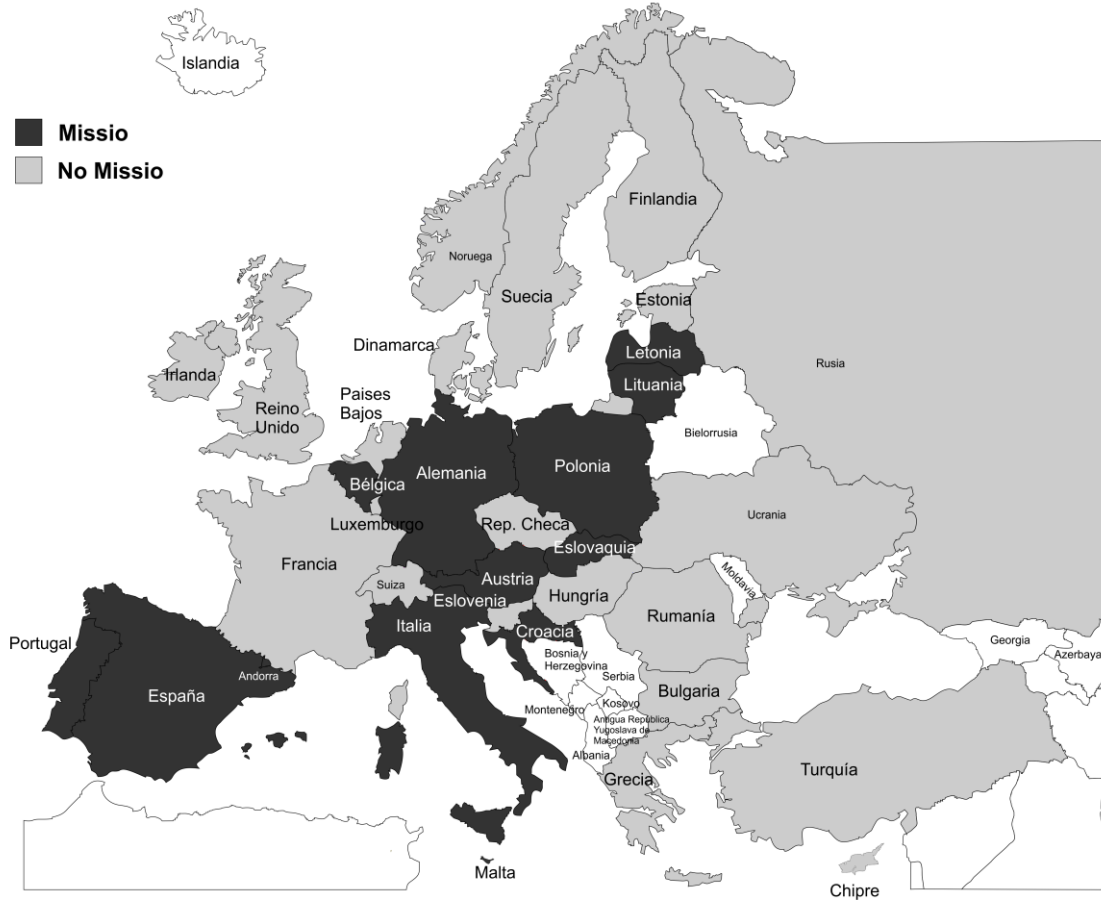 Islandia
Missio
No Missio
Finlandia
Noruega
Suecia
Estonia
Dinamarca
Letonia
Rusia
Irlanda
Lituania
Paises
Bajos
Reino
Unido
Bielorrusia
Polonia
Alemania
Bélgica
Ucrania
Luxemburgo
Rep. Checa
Eslovaquia
Francia
Moldavia
Suiza
Austria
Hungría
Eslovenia
Rumanía
Italia
Croacia
Portugal
Georgia
Azerbaya
Bosnia y
Herzegovina
Andorra
Serbia
España
Bulgaria
Kosovo
Montenegro
Antigua República
Yugoslava de
Macedonia
Albania
Grecia
Turquía
Malta
Chipre